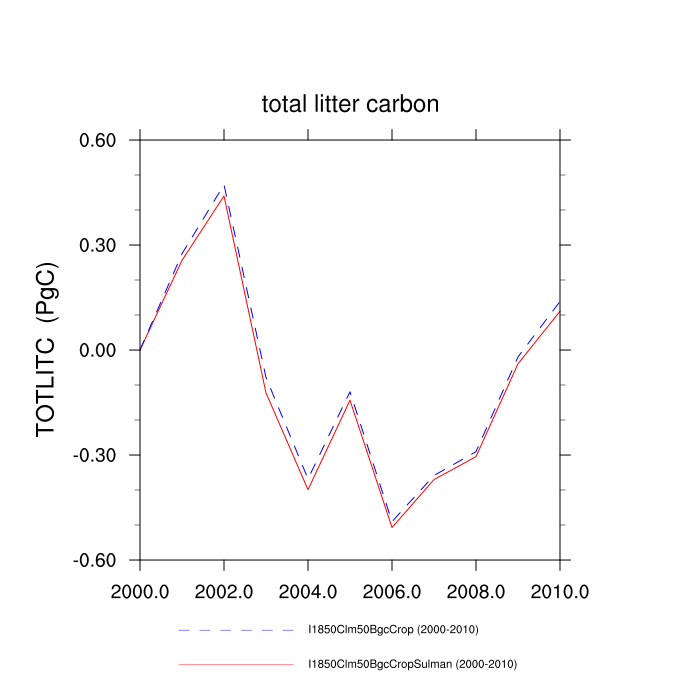 total litter carbon
0.60
0.30
0.00
-0.30
-0.60
TOTLITC (PgC)
2000.0 2002.0 2004.0 2006.0 2008.0 2010.0
I1850Clm50BgcCrop (2000-2010)
I1850Clm50BgcCropSulman (2000-2010)